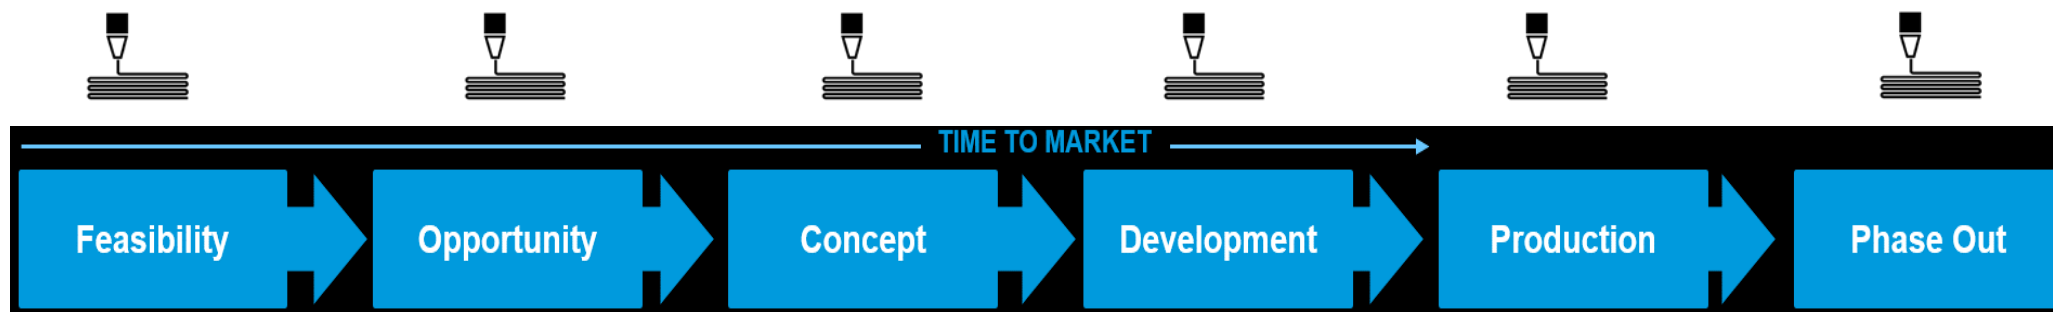 TIME TO MARKET
Feasibility
Opportunity
Concept
Development
Production
Phase Out